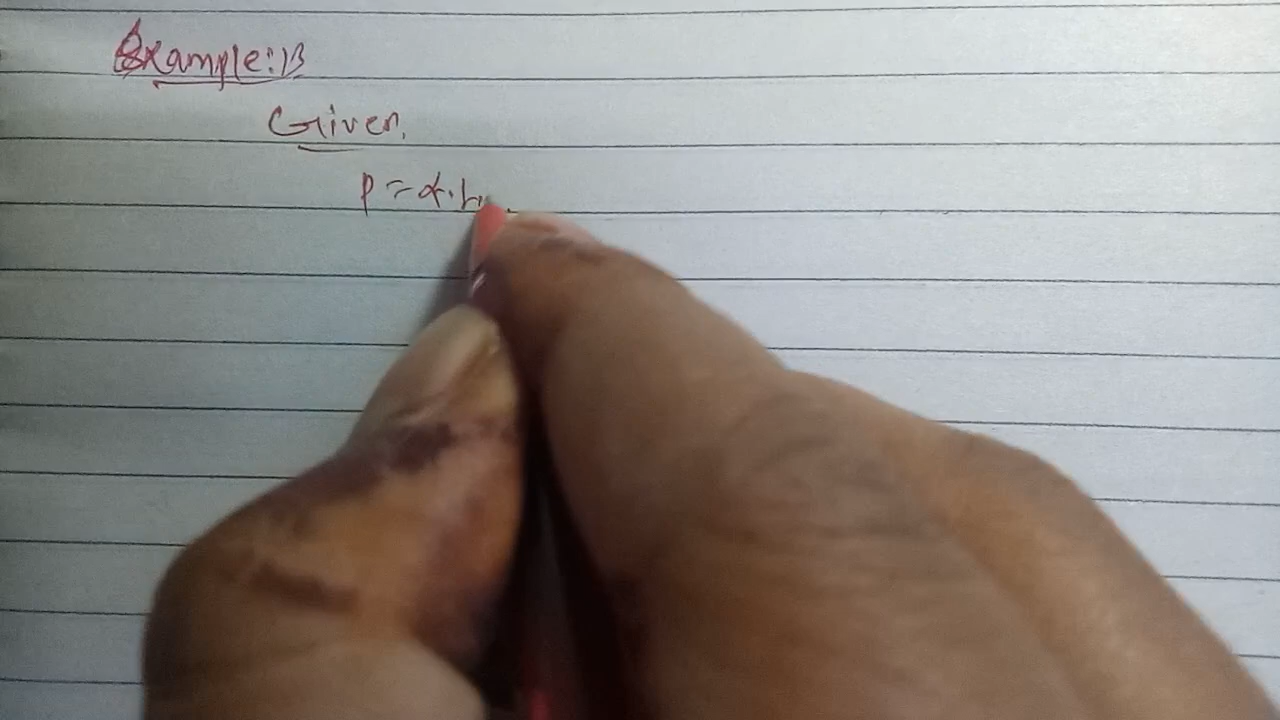 Example: 13
Given,
P = α.